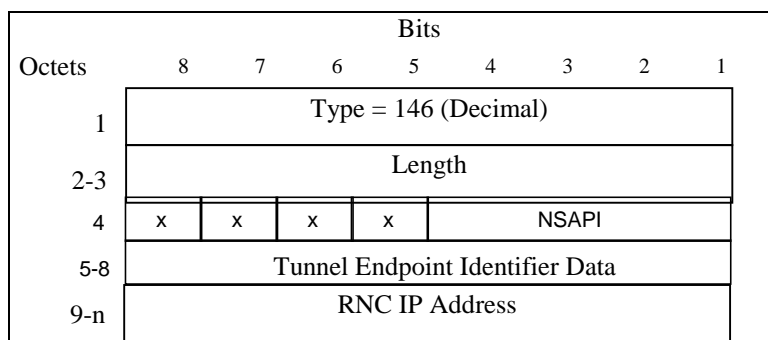 Bits
Octets 8 7 6 5 4 3 2 1
1 Type = 146 (Decimal)
2-3 Length
4 x x x x NSAPI
5-8 Tunnel Endpoint Identifier Data
9-n RNC IP Address